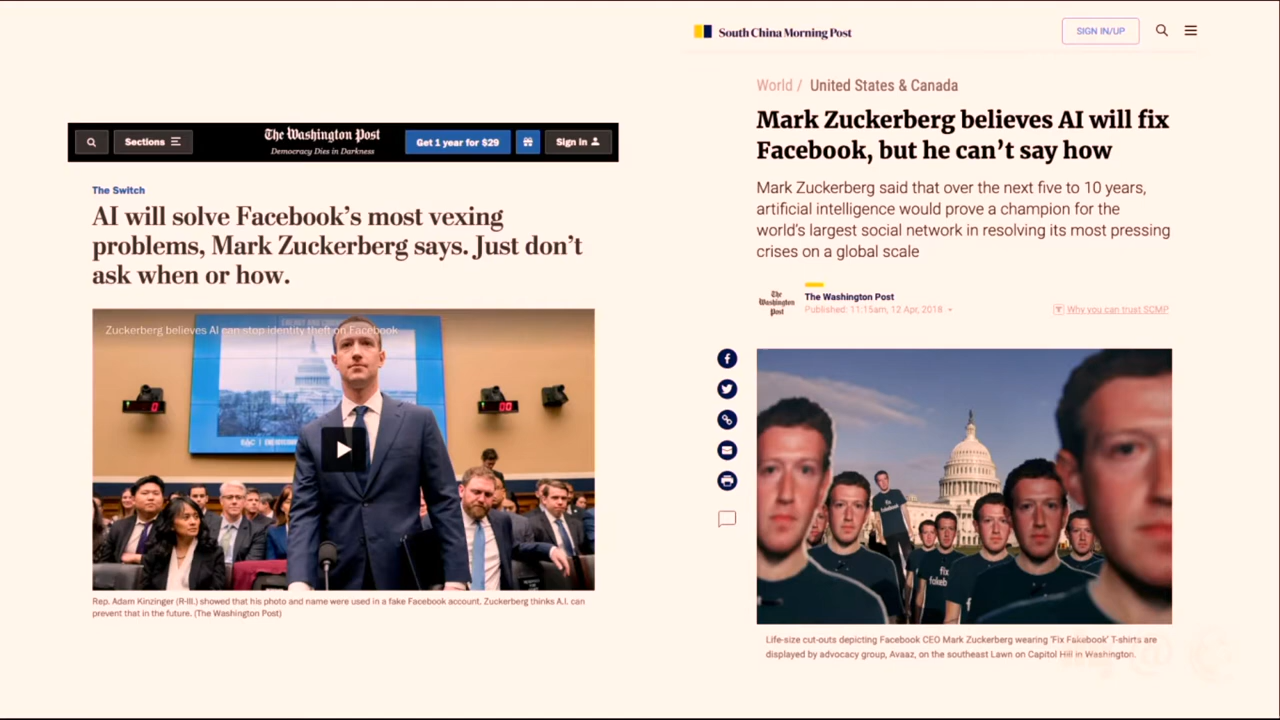 The Washington Post
Democracy Dies in Darkness
Sections
Get 1 year for $29
Sign in
The Switch
AI will solve Facebook's most vexing
problems, Mark Zuckerberg says. Just don't
ask when or how.
Zuckerberg believes AI can stop identity theft on Facebook
Rep. Adam Kinzinger (R-Ill.) showed that his photo and name were used in a fake Facebook account. Zuckerberg thinks A.I. can
prevent that in the future. (The Washington Post)
South China Morning Post
SIGN IN/UP
World / United States & Canada
Mark Zuckerberg believes AI will fix
Facebook, but he can't say how
Mark Zuckerberg said that over the next five to 10 years,
artificial intelligence would prove a champion for the
world's largest social network in resolving its most pressing
crises on a global scale
The
Washington
Post
The Washington Post
Published: 11:15am, 12 Apr, 2018
Why you can trust SCMP
fix
fakeb
Life-size cut-outs depicting Facebook CEO Mark Zuckerberg wearing 'Fix Fakebook' T-shirts are
displayed by advocacy group, Avaaz, on the southeast Lawn on Capitol Hill in Washington.